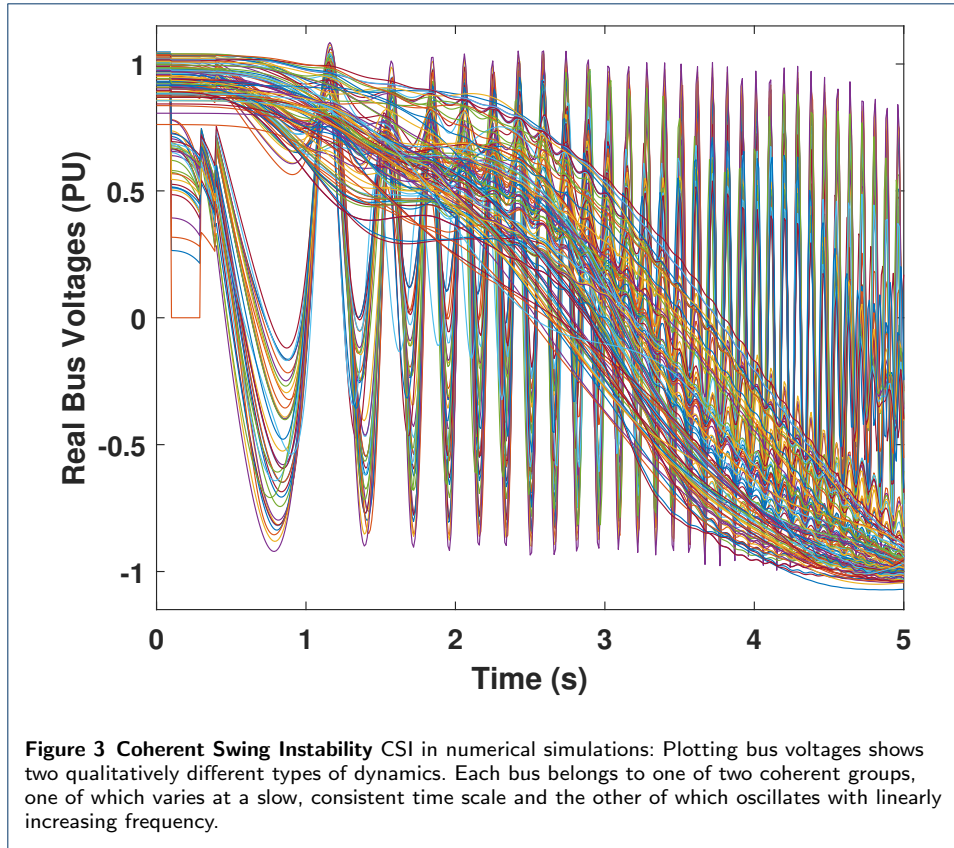 1
0.5
0
-0.5
-1
Real Bus Voltages (PU)
0 1 2 3 4 5
Time (s)
Figure 3 Coherent Swing Instability CSI in numerical simulations: Plotting bus voltages shows
two qualitatively different types of dynamics. Each bus belongs to one of two coherent groups,
one of which varies at a slow, consistent time scale and the other of which oscillates with linearly
increasing frequency.